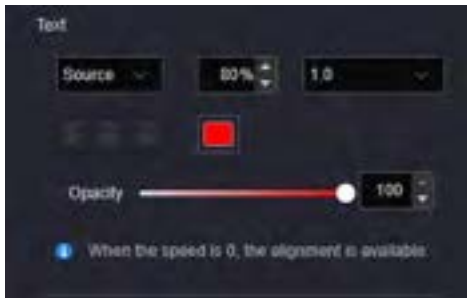 Text
Source 80% 1.0
Opacity 100
When the speed is 0, the alignment is available